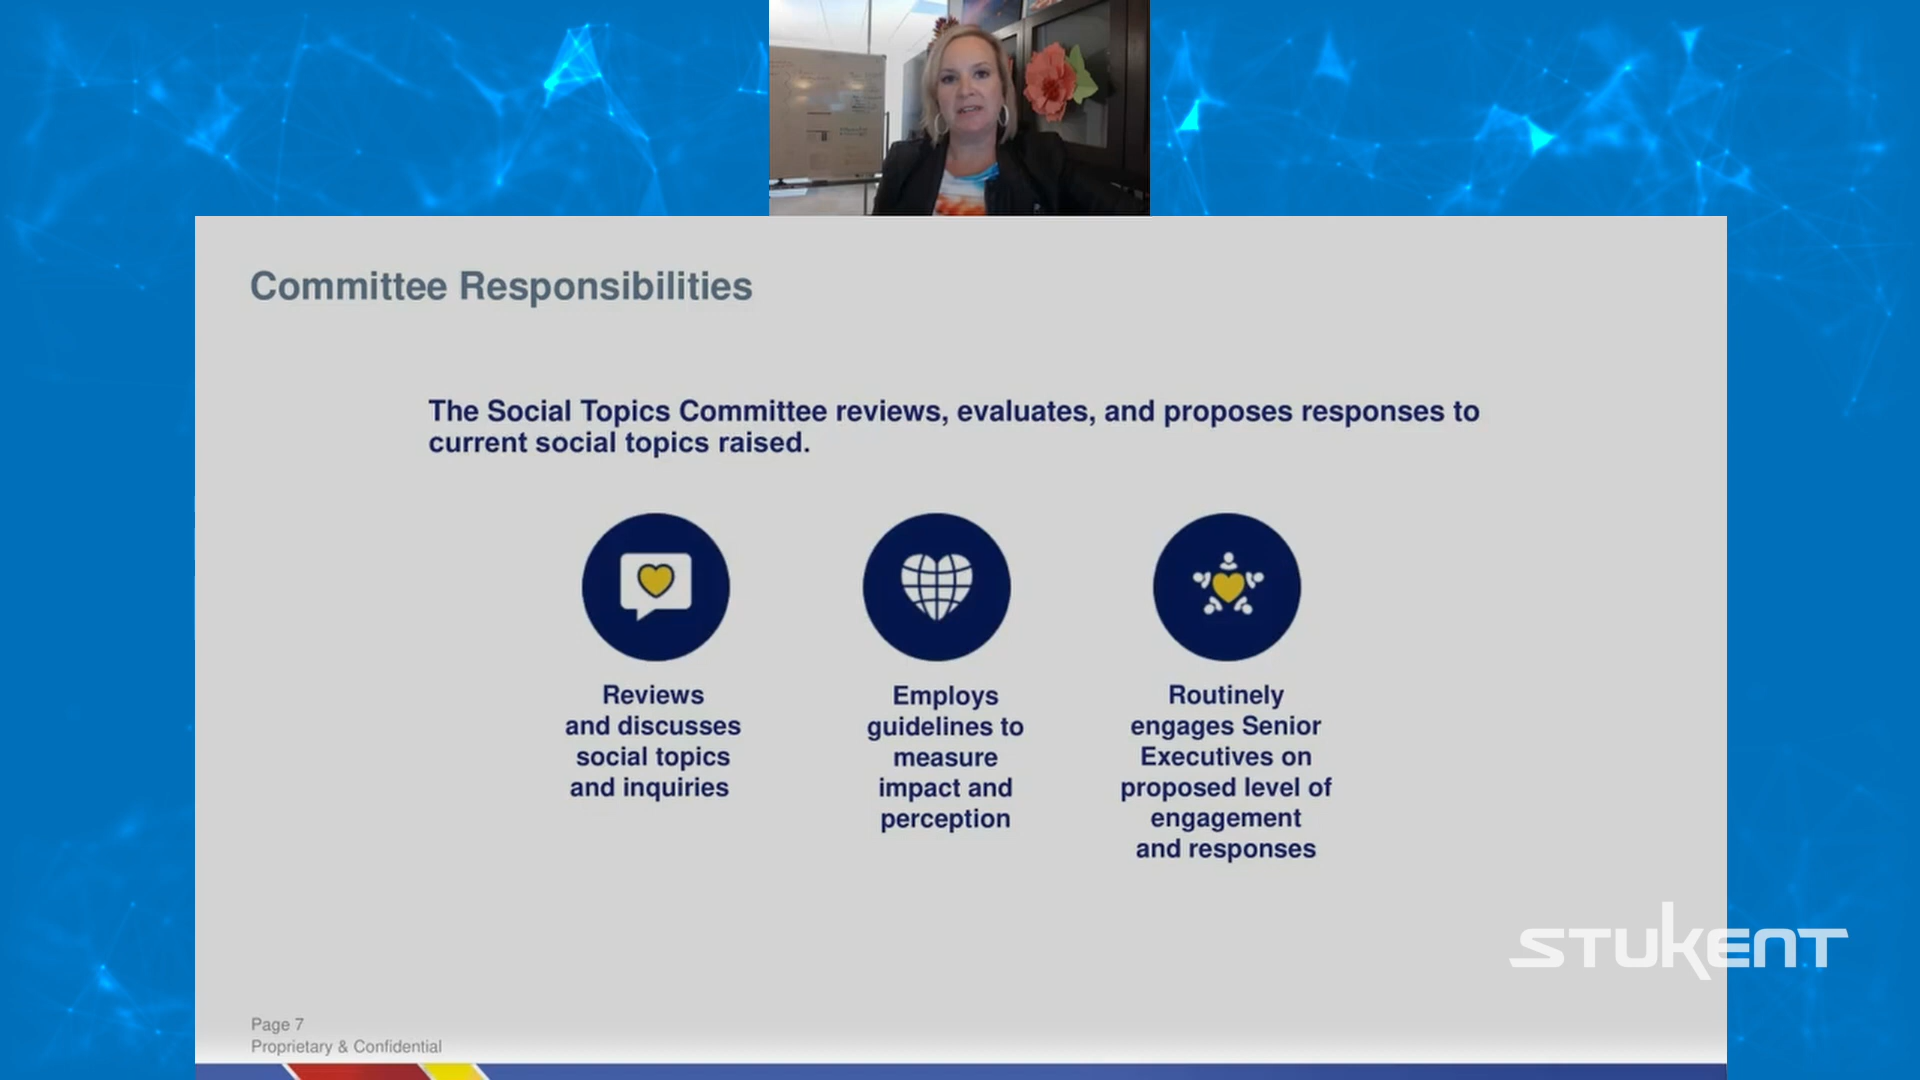 Committee Responsibilities
The Social Topics Committee reviews, evaluates, and proposes responses to
current social topics raised.
Reviews
and discusses
social topics
and inquiries
Employs
guidelines to
measure
impact and
perception
Routinely
engages Senior
Executives on
proposed level of
engagement
and responses
STUKENT
Page 7
Proprietary & Confidential